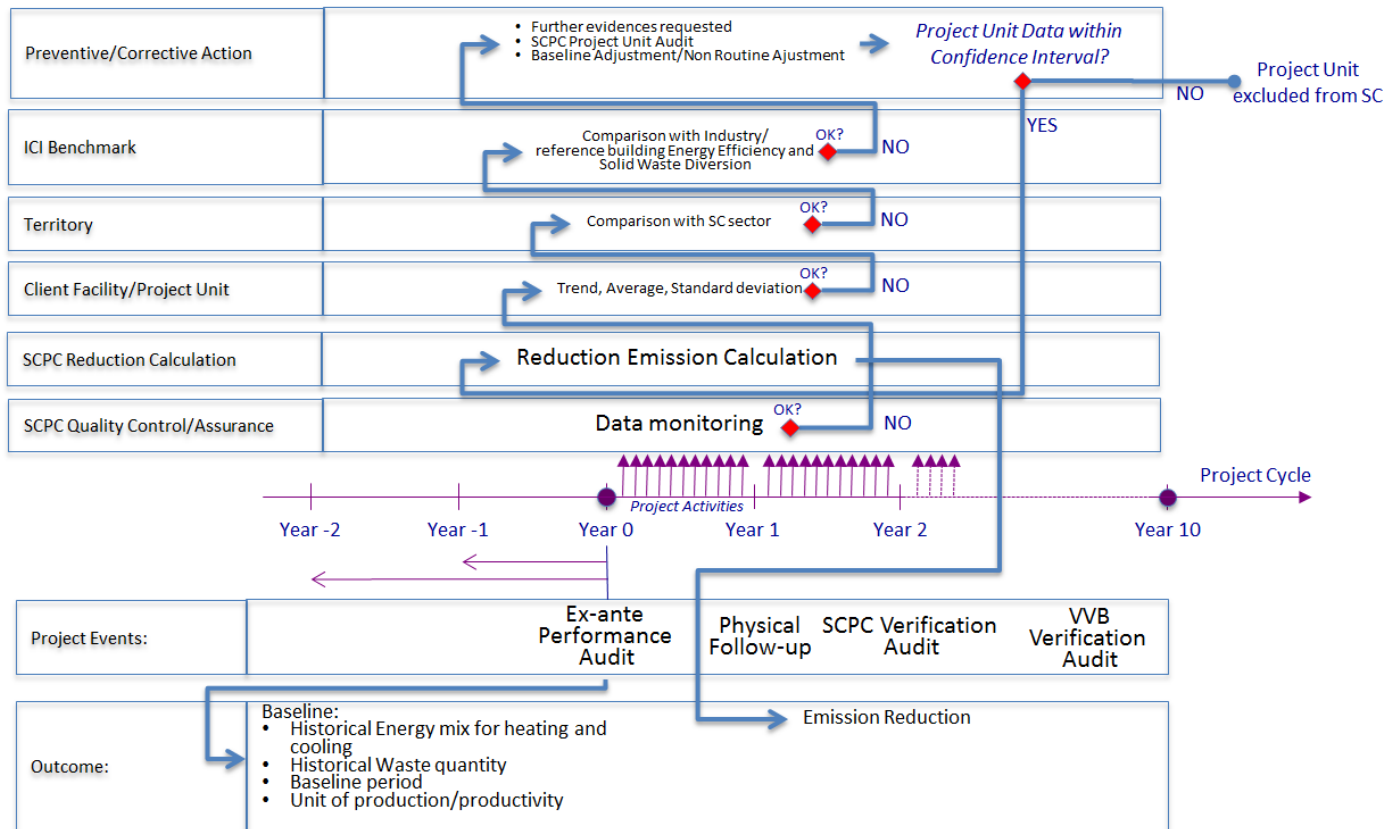 Preventive/Corrective Action
• Further evidences requested
• SCPC Project Unit Audit
• Baseline Adjustment/Non Routine Ajustment
Project Unit Data within
Confidence Interval?
NO
Project Unit
excluded from SC
YES
ICI Benchmark
Comparison with Industry/
reference building Energy Efficiency and
Solid Waste Diversion
OK?
NO
Territory
Comparison with SC sector
OK?
NO
Client Facility/Project Unit
Trend, Average, Standard deviation
OK?
NO
SCPC Reduction Calculation
Reduction Emission Calculation
SCPC Quality Control/Assurance
Data monitoring
OK?
NO
Project Cycle
Project Activities
Year -2
Year -1
Year 0
Year 1
Year 2
Year 10
Project Events:
Ex-ante
Performance
Audit
Physical
Follow-up
SCPC Verification
Audit
VVB
Verification
Audit
Outcome:
Baseline:
• Historical Energy mix for heating and
cooling
• Historical Waste quantity
• Baseline period
• Unit of production/productivity
Emission Reduction